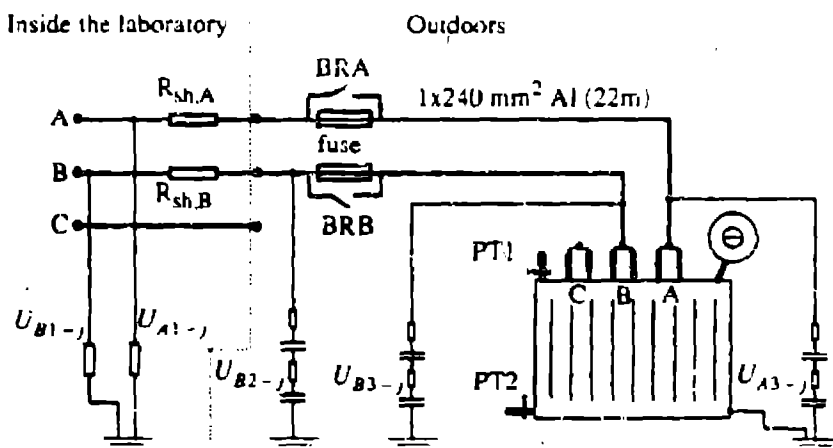 Inside the laboratory
Outdoors
R_sh,A
BRA
1x240 mm² Al (22m)
A
fuse
B
R_sh,B
BRB
C
PT1
C B A
U_B1-j
U_A1-j
U_B2-j
U_B3-j
PT2
U_A3-j